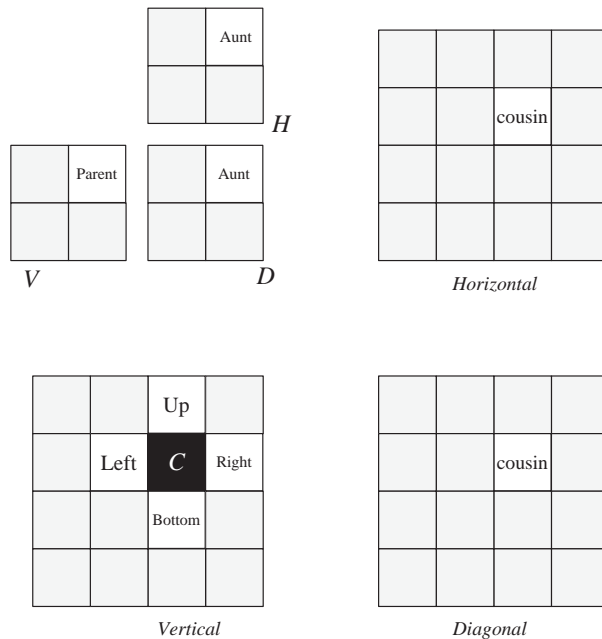 Aunt
H
Parent
Aunt
V
D
cousin
Horizontal
Up
Left C Right
Bottom
Vertical
cousin
Diagonal